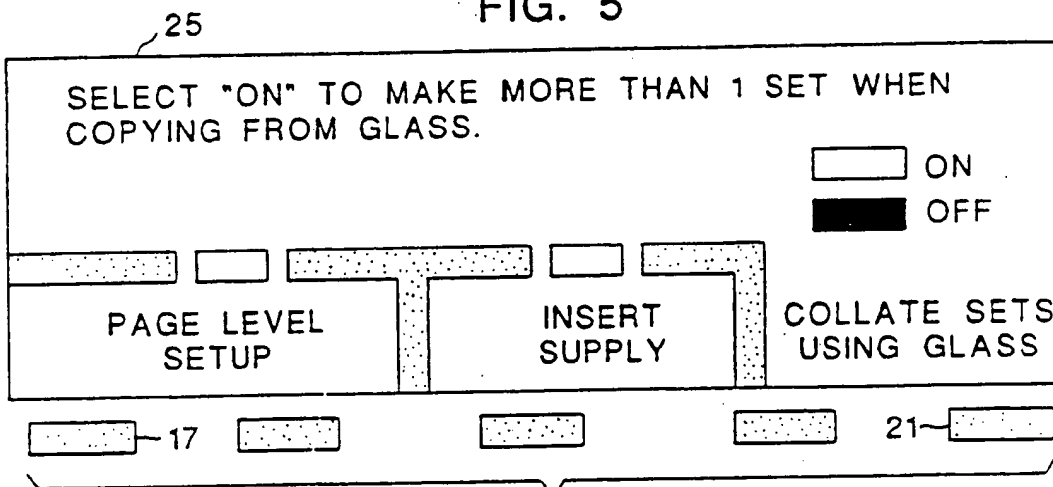 FIG. 5
25
SELECT "ON" TO MAKE MORE THAN 1 SET WHEN
COPYING FROM GLASS.
ON
OFF
PAGE LEVEL
SETUP
INSERT
SUPPLY
COLLATE SETS
USING GLASS
17
21